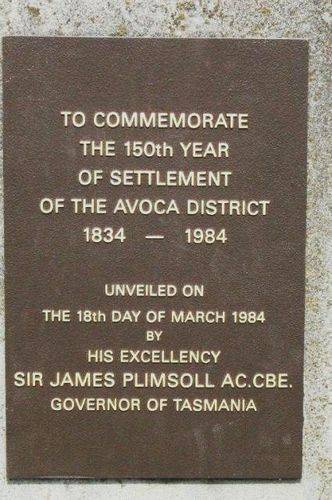 TO COMMEMORATE
THE 150th YEAR
OF SETTLEMENT
OF THE AVOCA DISTRICT
1834 — 1984
UNVEILED ON
THE 18th DAY OF MARCH 1984
BY
HIS EXCELLENCY
SIR JAMES PLIMSOLL AC.CBE.
GOVERNOR OF TASMANIA